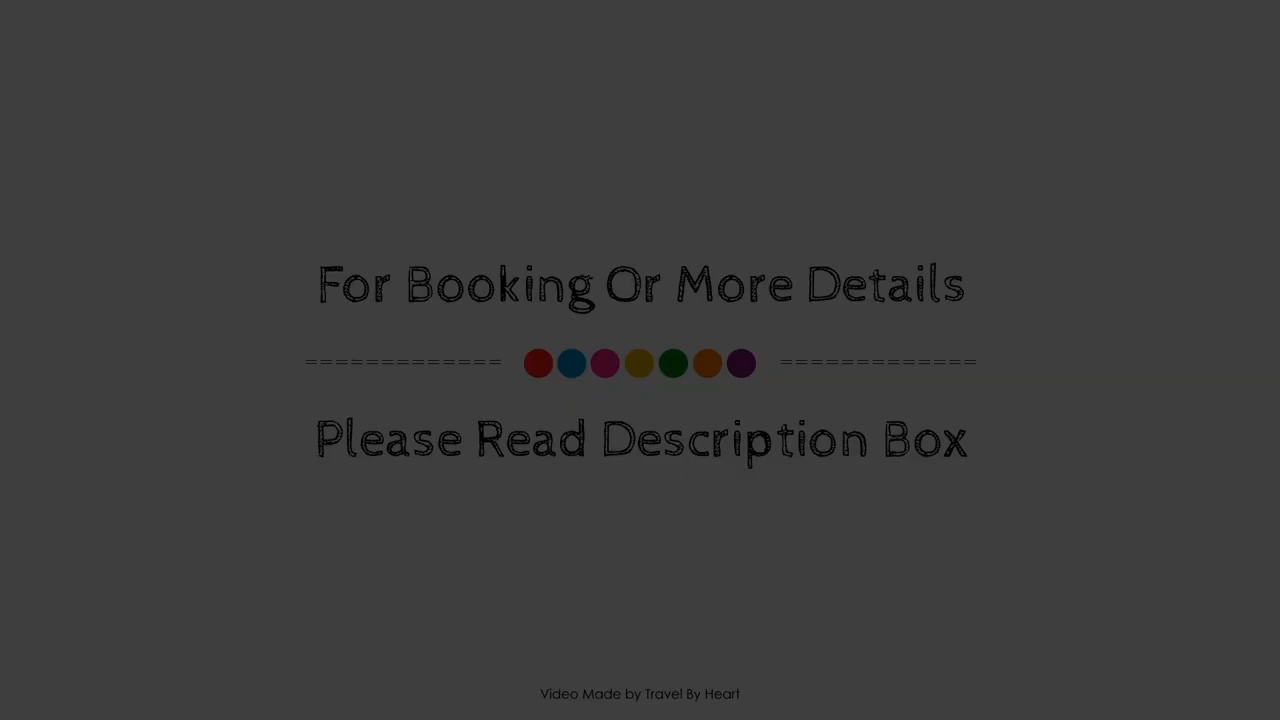 For Booking Or More Details
============= =============
Please Read Description Box
Video Made by Travel By Heart